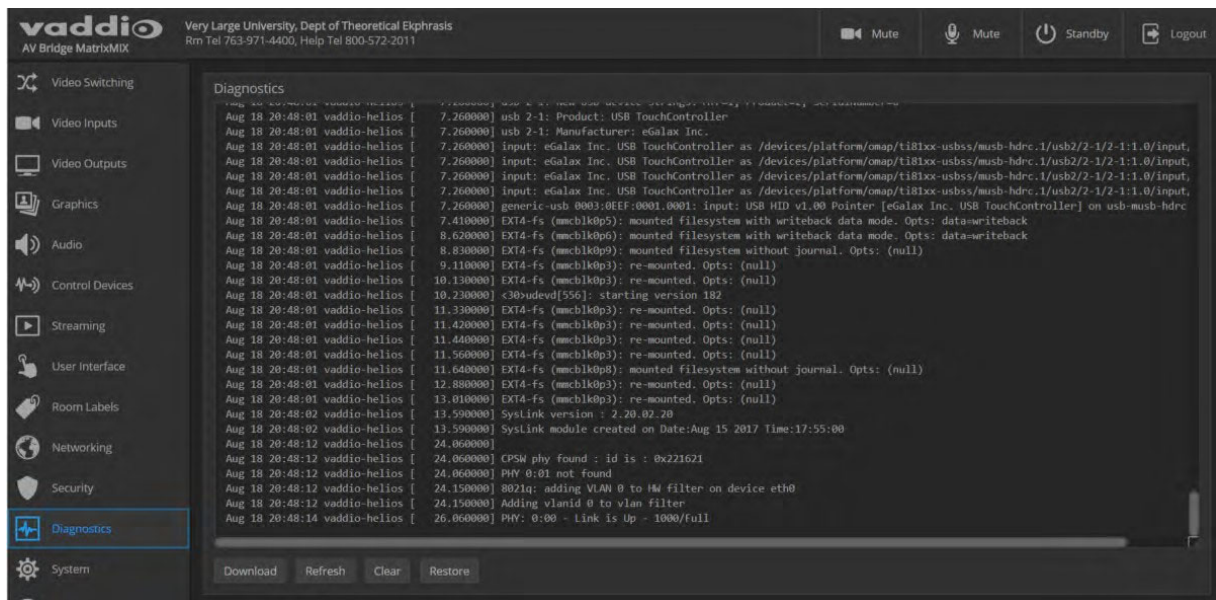 vaddio
AV Bridge MatrixMIX
Very Large University, Dept of Theoretical Ekphrasis
Rm Tel 763-971-4400, Help Tel 800-572-2011
Mute
Mute
Standby
Logout
Video Switching
Video Inputs
Video Outputs
Graphics
Audio
Control Devices
Streaming
User Interface
Room Labels
Networking
Security
Diagnostics
System
Diagnostics
Aug 18 20:48:01 vaddio-helios [    7.260000] usb 2-1: New USB device strings: Mfr=1, Product=2, SerialNumber=0
Aug 18 20:48:01 vaddio-helios [    7.260000] usb 2-1: Product: USB TouchController
Aug 18 20:48:01 vaddio-helios [    7.260000] usb 2-1: Manufacturer: eGalax Inc.
Aug 18 20:48:01 vaddio-helios [    7.260000] input: eGalax Inc. USB TouchController as /devices/platform/omap/ti81xx-usbss/musb-hdrc.1/usb2/2-1/2-1:1.0/input,
Aug 18 20:48:01 vaddio-helios [    7.260000] input: eGalax Inc. USB TouchController as /devices/platform/omap/ti81xx-usbss/musb-hdrc.1/usb2/2-1/2-1:1.0/input,
Aug 18 20:48:01 vaddio-helios [    7.260000] input: eGalax Inc. USB TouchController as /devices/platform/omap/ti81xx-usbss/musb-hdrc.1/usb2/2-1/2-1:1.0/input,
Aug 18 20:48:01 vaddio-helios [    7.260000] input: eGalax Inc. USB TouchController as /devices/platform/omap/ti81xx-usbss/musb-hdrc.1/usb2/2-1/2-1:1.0/input,
Aug 18 20:48:01 vaddio-helios [    7.260000] generic-usb 0003:0EEF:0001.0001: input: USB HID v1.00 Pointer [eGalax Inc. USB TouchController] on usb-musb-hdrc
Aug 18 20:48:01 vaddio-helios [    7.410000] EXT4-fs (mmcblk0p5): mounted filesystem with writeback data mode. Opts: data=writeback
Aug 18 20:48:01 vaddio-helios [    8.620000] EXT4-fs (mmcblk0p6): mounted filesystem with writeback data mode. Opts: data=writeback
Aug 18 20:48:01 vaddio-helios [    8.830000] EXT4-fs (mmcblk0p9): mounted filesystem without journal. Opts: (null)
Aug 18 20:48:01 vaddio-helios [    9.110000] EXT4-fs (mmcblk0p3): re-mounted. Opts: (null)
Aug 18 20:48:01 vaddio-helios [   10.130000] EXT4-fs (mmcblk0p3): re-mounted. Opts: (null)
Aug 18 20:48:01 vaddio-helios [   10.230000] <30>udevd[556]: starting version 182
Aug 18 20:48:01 vaddio-helios [   11.330000] EXT4-fs (mmcblk0p3): re-mounted. Opts: (null)
Aug 18 20:48:01 vaddio-helios [   11.420000] EXT4-fs (mmcblk0p3): re-mounted. Opts: (null)
Aug 18 20:48:01 vaddio-helios [   11.440000] EXT4-fs (mmcblk0p3): re-mounted. Opts: (null)
Aug 18 20:48:01 vaddio-helios [   11.560000] EXT4-fs (mmcblk0p3): re-mounted. Opts: (null)
Aug 18 20:48:01 vaddio-helios [   11.640000] EXT4-fs (mmcblk0p8): mounted filesystem without journal. Opts: (null)
Aug 18 20:48:01 vaddio-helios [   12.880000] EXT4-fs (mmcblk0p3): re-mounted. Opts: (null)
Aug 18 20:48:01 vaddio-helios [   13.010000] EXT4-fs (mmcblk0p3): re-mounted. Opts: (null)
Aug 18 20:48:02 vaddio-helios [   13.590000] SysLink version : 2.20.02.20
Aug 18 20:48:02 vaddio-helios [   13.590000] SysLink module created on Date:Aug 15 2017 Time:17:55:00
Aug 18 20:48:12 vaddio-helios [   24.060000]
Aug 18 20:48:12 vaddio-helios [   24.060000] CPSW phy found : id is : 0x221621
Aug 18 20:48:12 vaddio-helios [   24.060000] PHY 0:01 not found
Aug 18 20:48:12 vaddio-helios [   24.150000] 8021q: adding VLAN 0 to HW filter on device eth0
Aug 18 20:48:12 vaddio-helios [   24.150000] Adding vlanid 0 to vlan filter
Aug 18 20:48:14 vaddio-helios [   26.060000] PHY: 0:00 - Link is Up - 1000/Full
Download
Refresh
Clear
Restore